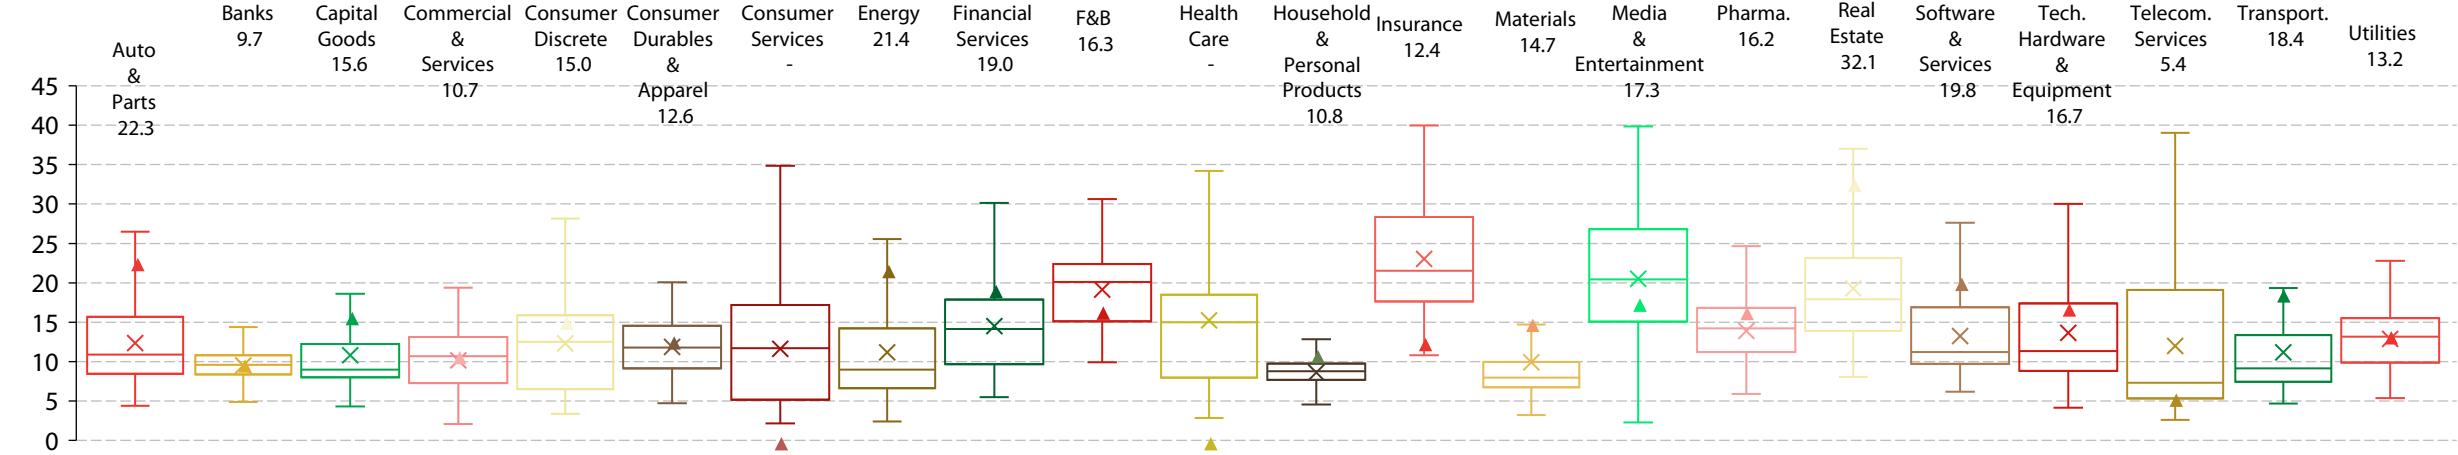 Auto
&
Parts
22.3
Banks
9.7
Capital
Goods
15.6
Commercial
&
Services
10.7
Consumer
Discrete
15.0
Consumer
Durables
&
Apparel
12.6
Consumer
Services
-
Energy
21.4
Financial
Services
19.0
F&B
16.3
Health
Care
-
Household
&
Personal
Products
10.8
Insurance
12.4
Materials
14.7
Media
&
Entertainment
17.3
Pharma.
16.2
Real
Estate
32.1
Software
&
Services
19.8
Tech.
Hardware
&
Equipment
16.7
Telecom.
Services
5.4
Transport.
18.4
Utilities
13.2
45
40
35
30
25
20
15
10
5
0